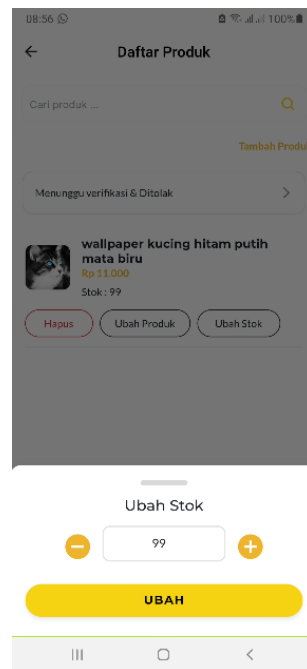 08:56 100%
Daftar Produk
Cari produk ...
Tambah Produ
Menunggu verifikasi & Ditolak
wallpaper kucing hitam putih
mata biru
Rp 11.000
Stok : 99
Hapus Ubah Produk Ubah Stok
Ubah Stok
99
UBAH